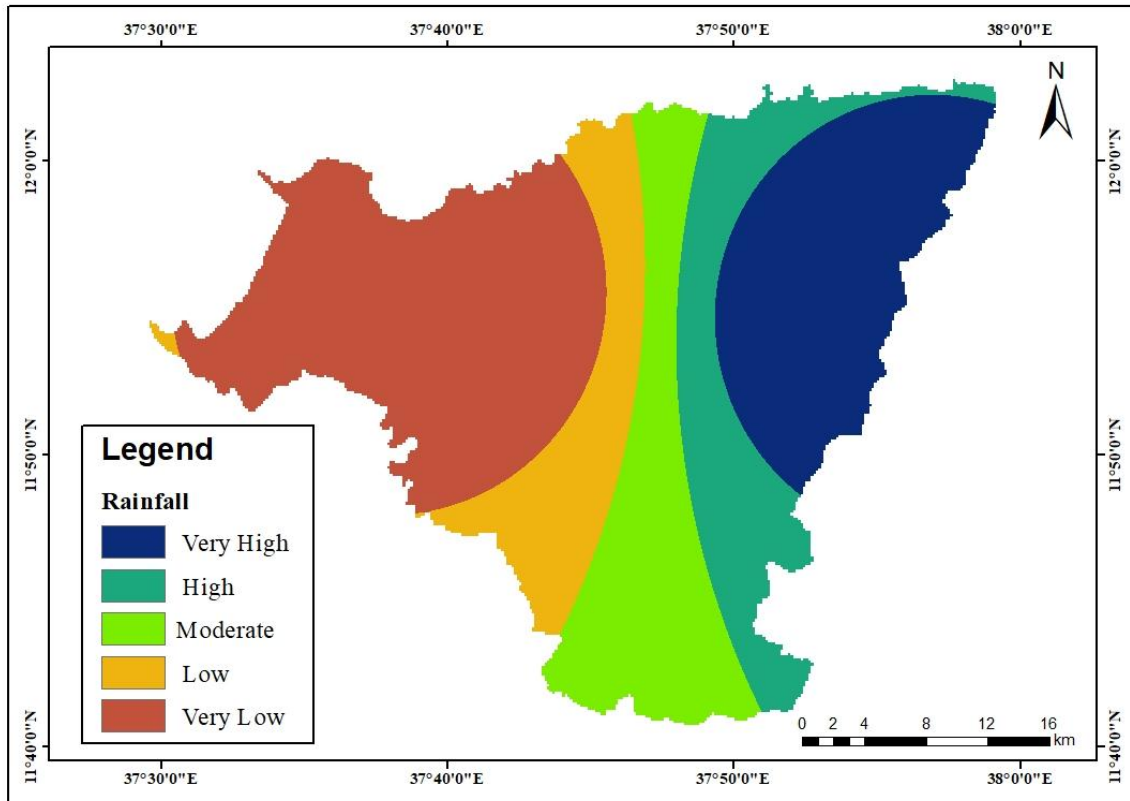 37°30'0"E 37°40'0"E 37°50'0"E 38°0'0"E
N
12°0'0"N 12°0'0"N
11°50'0"N 11°50'0"N
Legend
Rainfall
Very High
High
Moderate
Low
Very Low
0 2 4 8 12 16
km
11°40'0"N 11°40'0"N
37°30'0"E 37°40'0"E 37°50'0"E 38°0'0"E